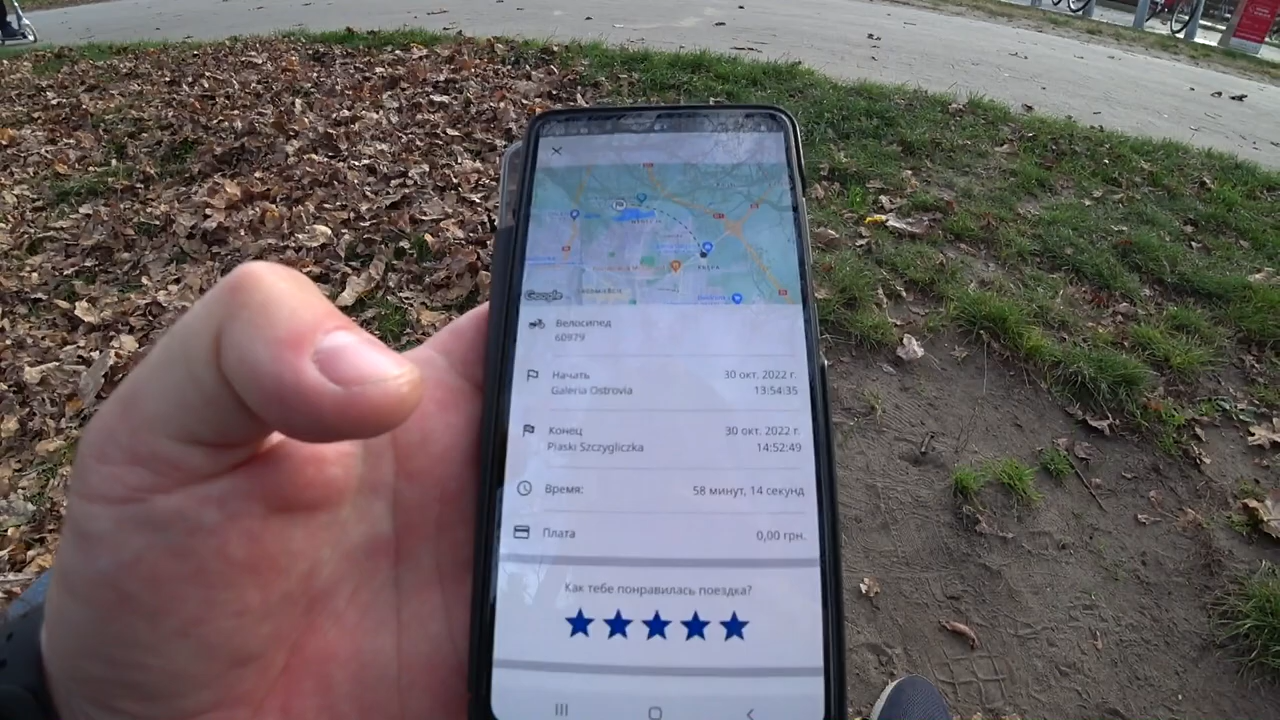 Google
Велосипед
60979
Начать
30 окт. 2022 г.
Galeria Ostrovia
13:54:35
Конец
30 окт. 2022 г.
Piaski Szczygliczka
14:52:49
Время:
58 минут, 14 секунд
Плата
0,00 грн.
Как тебе понравилась поездка?